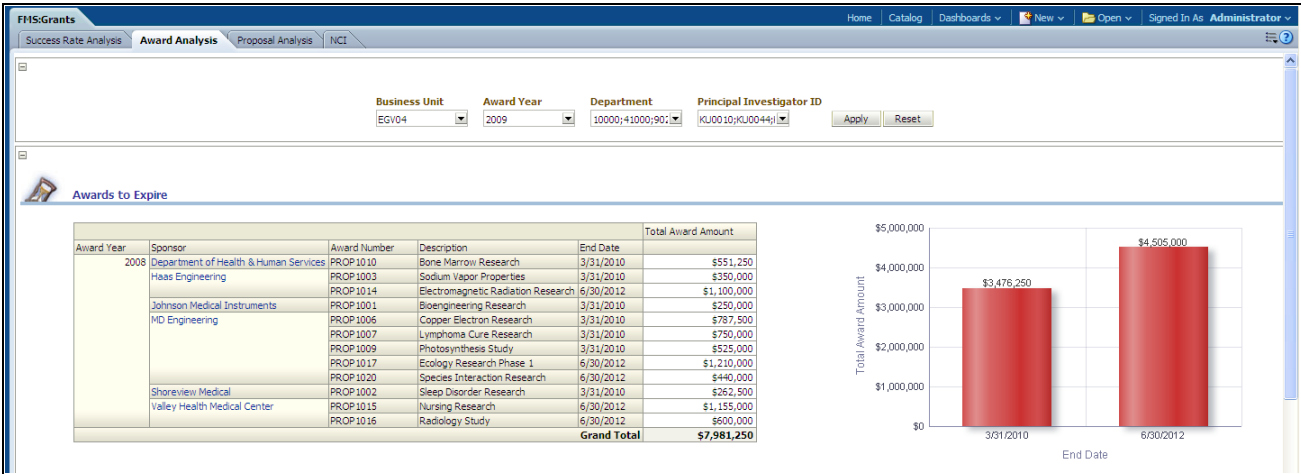 FMS:Grants
Home Catalog Dashboards New Open Signed In As Administrator
Success Rate Analysis Award Analysis Proposal Analysis NCI
Business Unit Award Year Department Principal Investigator ID
EGV04 2009 10000;41000;902 KU0010;KU0044; Apply Reset
Awards to Expire
Total Award Amount
Award Year Sponsor Award Number Description End Date
2008 Department of Health & Human Services PROP1010 Bone Marrow Research 3/31/2010 $551,250
Haas Engineering PROP1003 Sodium Vapor Properties 3/31/2010 $350,000
PROP1014 Electromagnetic Radiation Research 6/30/2012 $1,100,000
Johnson Medical Instruments PROP1001 Bioengineering Research 3/31/2010 $250,000
MD Engineering PROP1006 Copper Electron Research 3/31/2010 $787,500
PROP1007 Lymphoma Cure Research 3/31/2010 $750,000
PROP1009 Photosynthesis Study 3/31/2010 $525,000
PROP1017 Ecology Research Phase 1 6/30/2012 $1,210,000
PROP1020 Species Interaction Research 6/30/2012 $440,000
Shoreview Medical PROP1002 Sleep Disorder Research 3/31/2010 $262,500
Valley Health Medical Center PROP1015 Nursing Research 6/30/2012 $1,155,000
PROP1016 Radiology Study 6/30/2012 $600,000
Grand Total $7,981,250
Total Award Amount
$5,000,000
$4,000,000
$3,000,000
$2,000,000
$1,000,000
$0
$3,476,250
$4,505,000
3/31/2010 6/30/2012
End Date